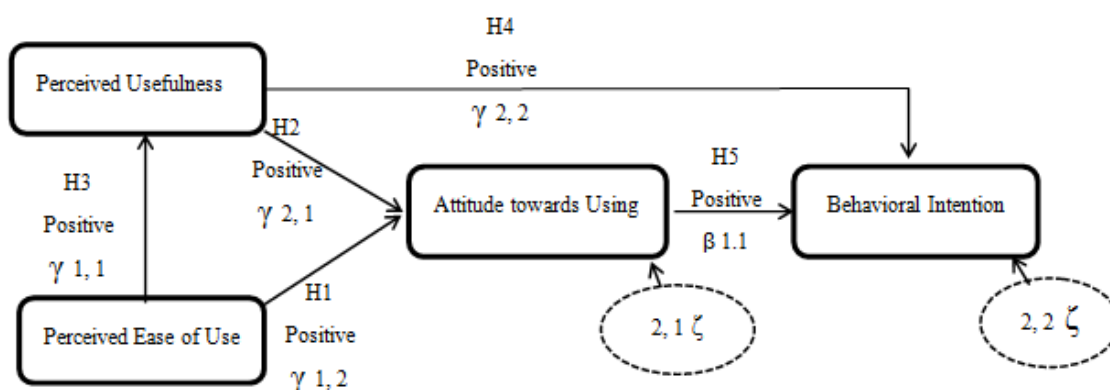 H4
Positive
γ 2, 2
Perceived Usefulness
H2
Positive
γ 2, 1
H3
Positive
γ 1, 1
Attitude towards Using
H5
Positive
β 1.1
Behavioral Intention
H1
Positive
γ 1, 2
Perceived Ease of Use
2, 1 ζ
2, 2 ζ